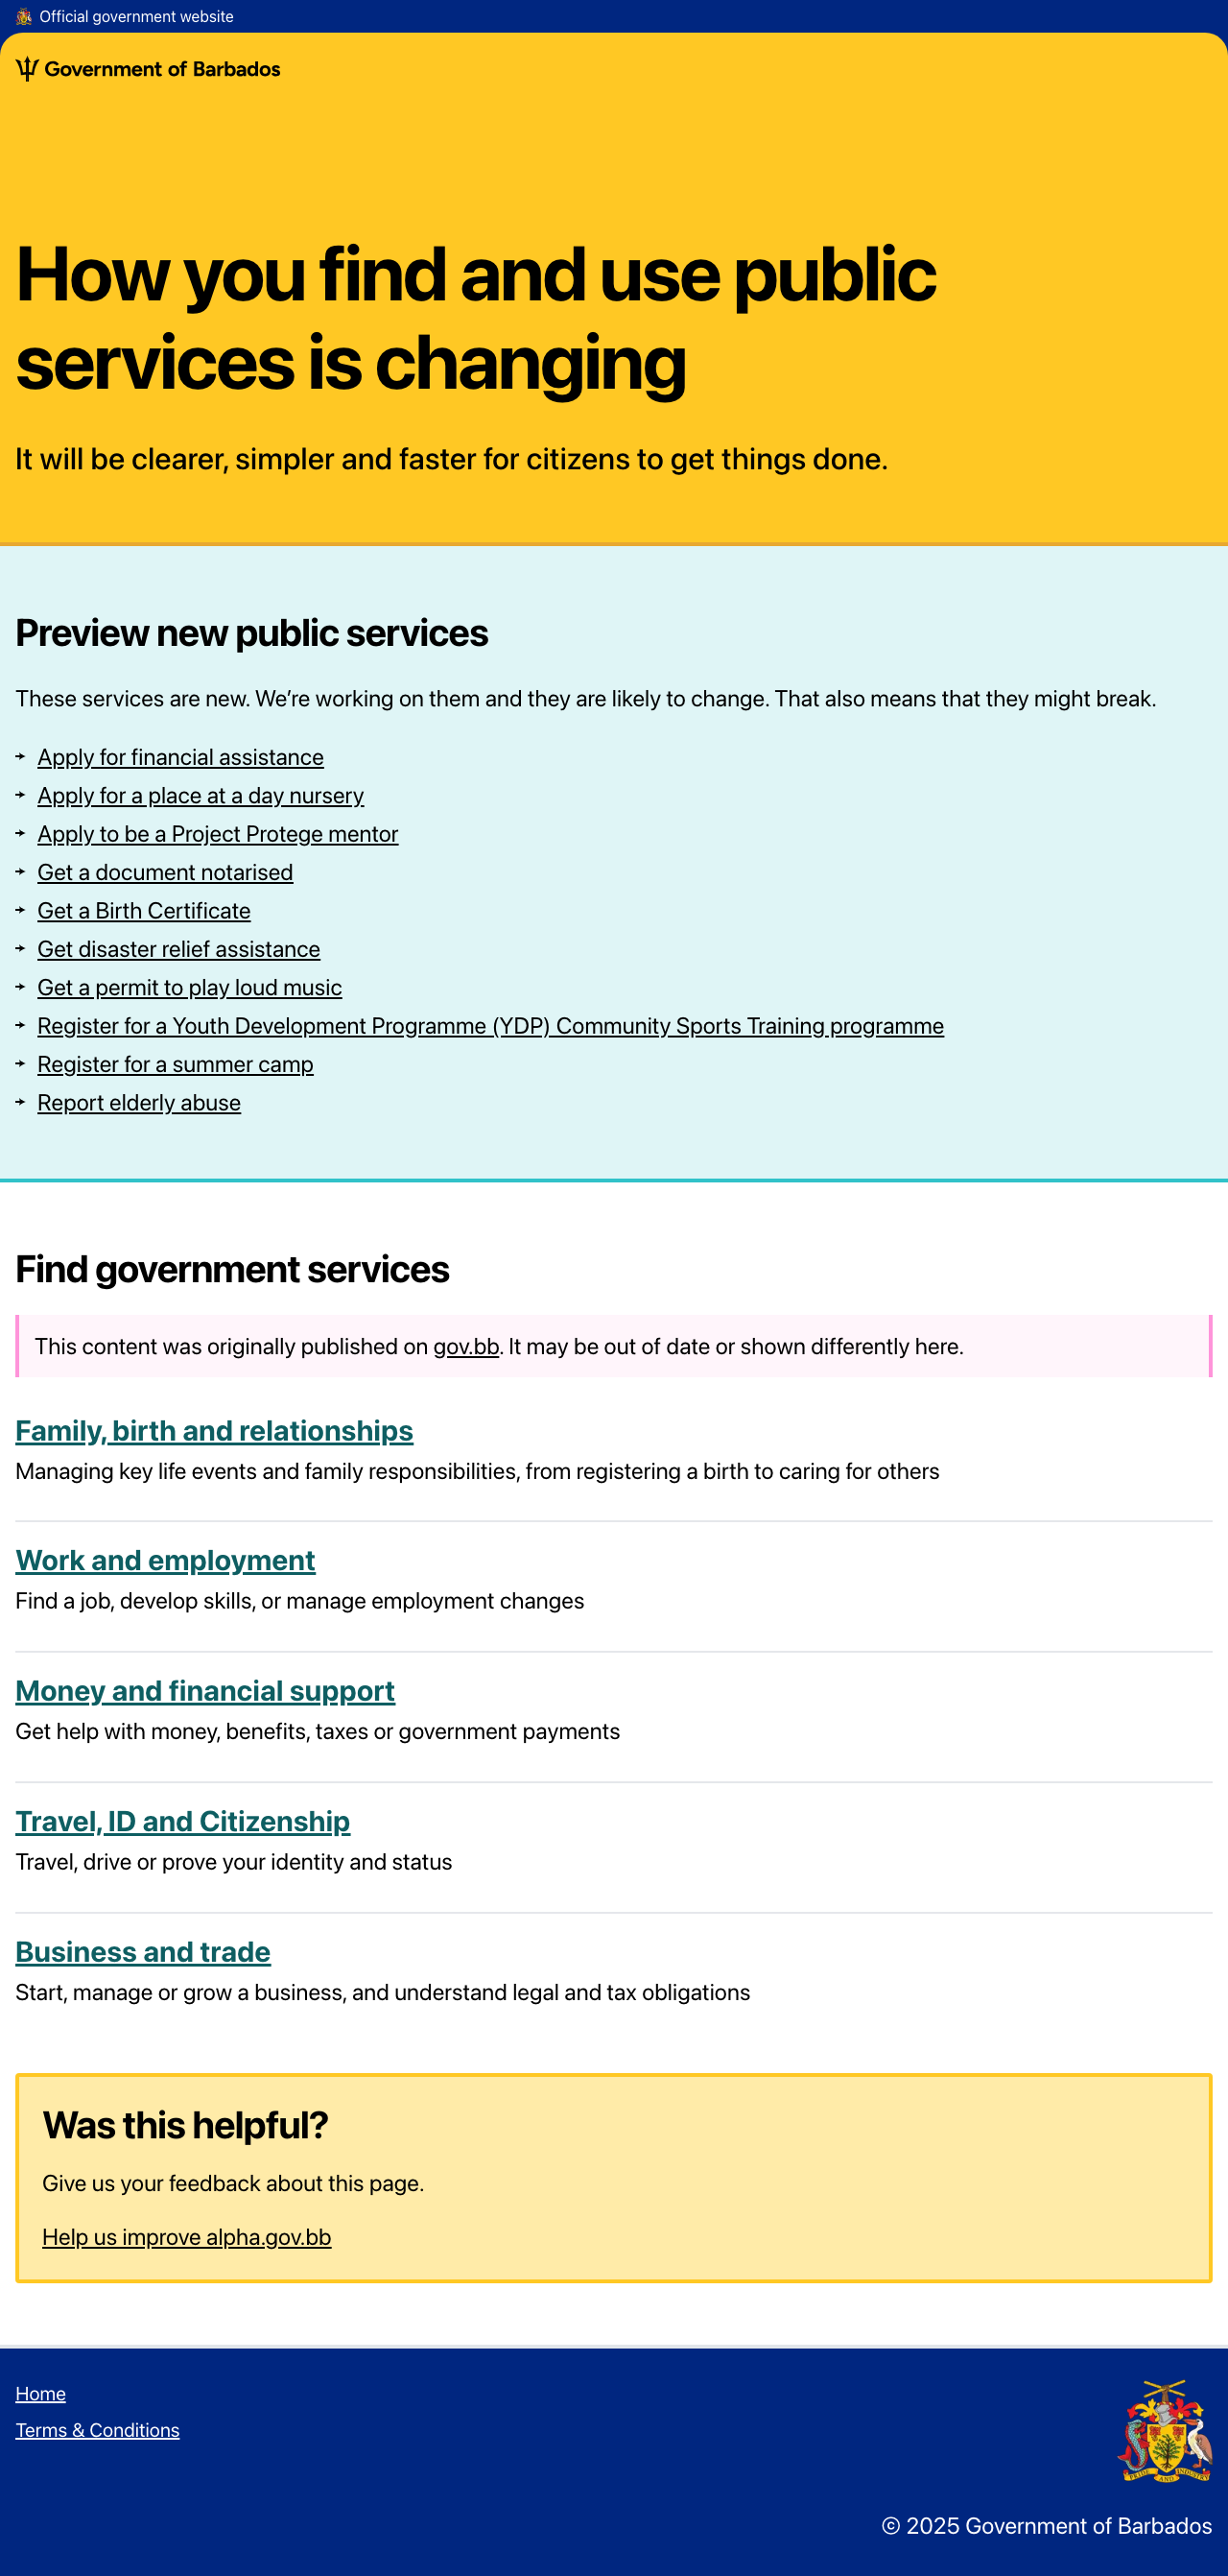 Official government website
Government of Barbados
How you find and use public
services is changing
It will be clearer, simpler and faster for citizens to get things done.
Preview new public services
These services are new. We’re working on them and they are likely to change. That also means that they might break.
Apply for financial assistance
Apply for a place at a day nursery
Apply to be a Project Protege mentor
Get a document notarised
Get a Birth Certificate
Get disaster relief assistance
Get a permit to play loud music
Register for a Youth Development Programme (YDP) Community Sports Training programme
Register for a summer camp
Report elderly abuse
Find government services
This content was originally published on gov.bb. It may be out of date or shown differently here.
Family, birth and relationships
Managing key life events and family responsibilities, from registering a birth to caring for others
Work and employment
Find a job, develop skills, or manage employment changes
Money and financial support
Get help with money, benefits, taxes or government payments
Travel, ID and Citizenship
Travel, drive or prove your identity and status
Business and trade
Start, manage or grow a business, and understand legal and tax obligations
Was this helpful?
Give us your feedback about this page.
Help us improve alpha.gov.bb
Home
Terms & Conditions
PRIDE AND INDUSTRY
© 2025 Government of Barbados